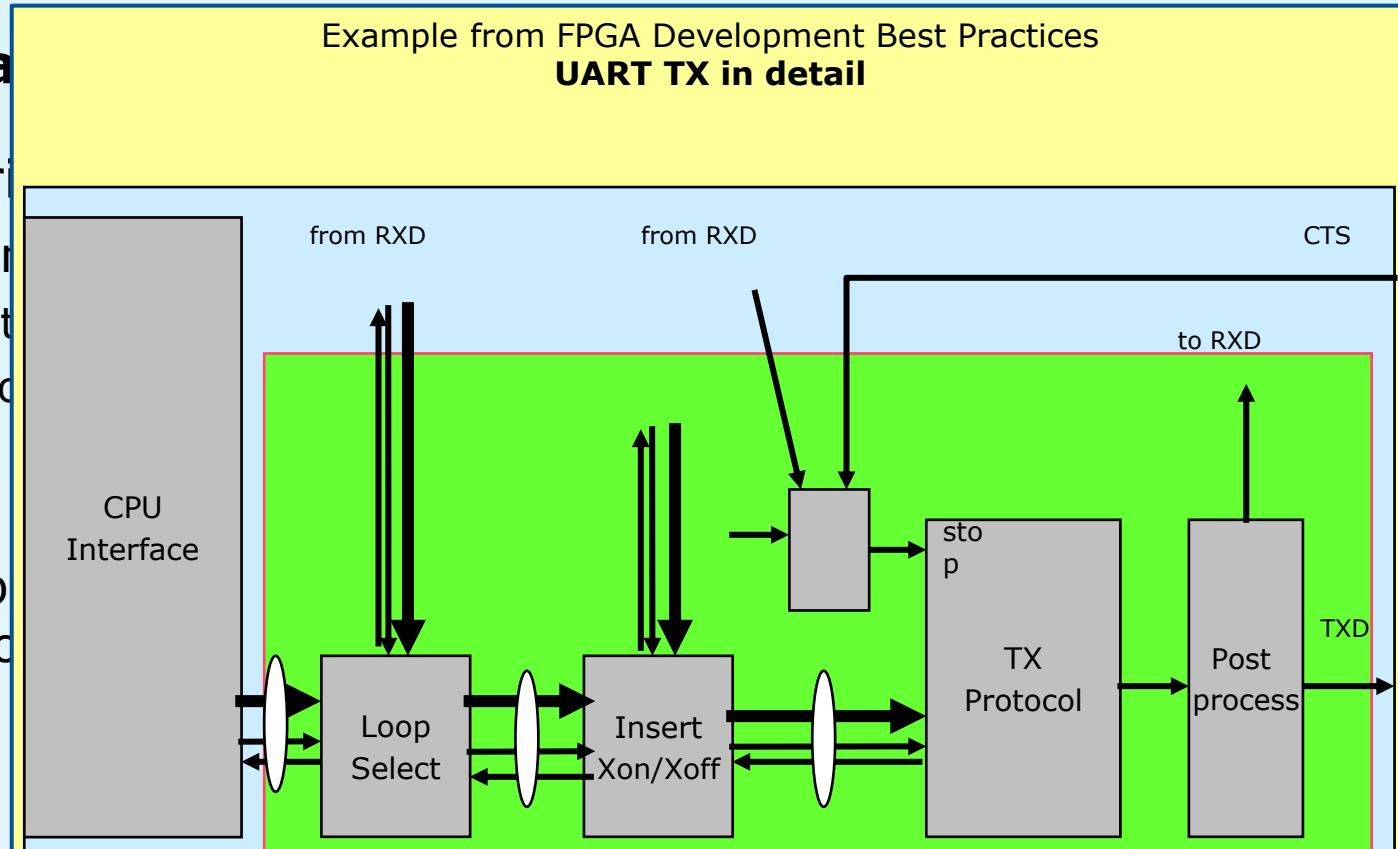 Example from FPGA Development Best Practices
UART TX in detail
from RXD
from RXD
CTS
to RXD
CPU
Interface
sto
p
TX
Protocol
Post
process
TXD
Loop
Select
Insert
Xon/Xoff